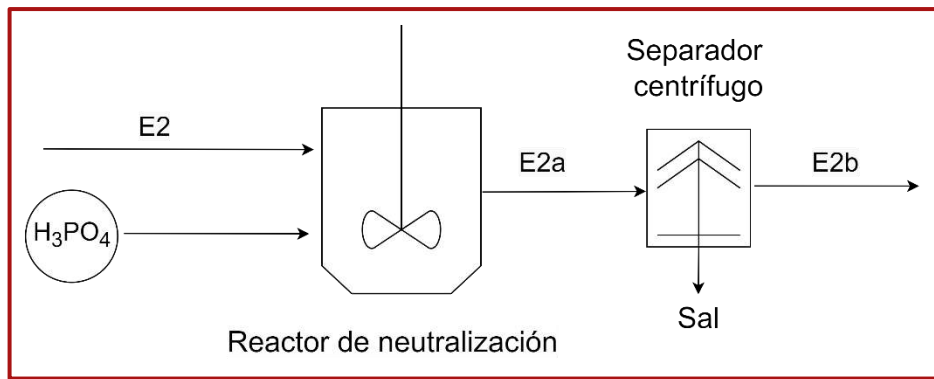 Separador
centrífugo
E2
E2a
E2b
H₃PO₄
Sal
Reactor de neutralización